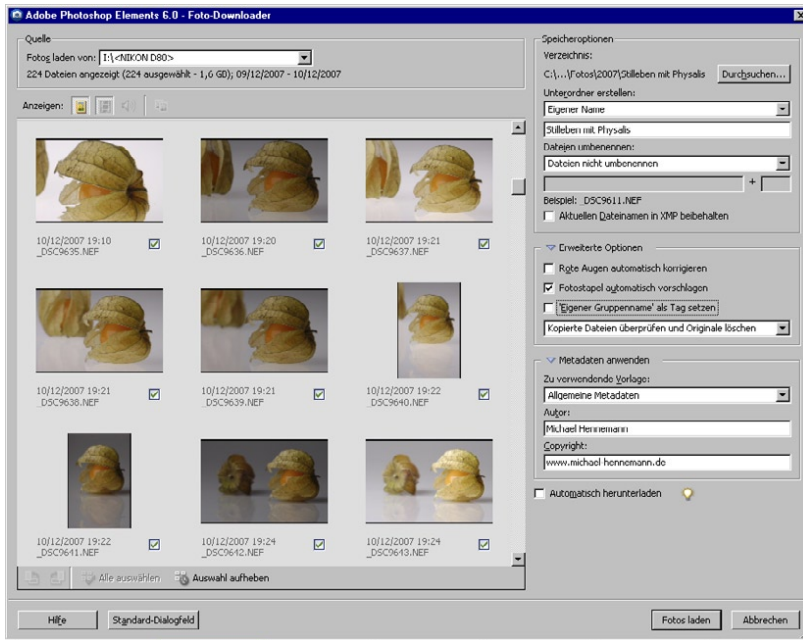 Adobe Photoshop Elements 6.0 - Foto-Downloader
Quelle
Fotos laden von: I:\<NIKON D80>
224 Dateien angezeigt (224 ausgewählt - 1,6 GB); 09/12/2007 - 10/12/2007
Anzeigen:
10/12/2007 19:10
_DSC9635.NEF
10/12/2007 19:20
_DSC9636.NEF
10/12/2007 19:21
_DSC9637.NEF
10/12/2007 19:21
_DSC9638.NEF
10/12/2007 19:21
_DSC9639.NEF
10/12/2007 19:22
_DSC9640.NEF
10/12/2007 19:22
_DSC9641.NEF
10/12/2007 19:24
_DSC9642.NEF
10/12/2007 19:24
_DSC9643.NEF
Alle auswählen Auswahl aufheben
Speicheroptionen
Verzeichnis:
C:\...\Fotos\2007\Stilleben mit Physalis Durchsuchen...
Unterordner erstellen:
Eigener Name
Stilleben mit Physalis
Dateien umbenennen:
Dateien nicht umbenennen
+
Beispiel: _DSC9611.NEF
Aktuellen Dateinamen in XMP beibehalten
Erweiterte Optionen
Rote Augen automatisch korrigieren
Fotostapel automatisch vorschlagen
'Eigener Gruppenname' als Tag setzen
Kopierte Dateien überprüfen und Originale löschen
Metadaten anwenden
Zu verwendende Vorlage:
Allgemeine Metadaten
Autor:
Michael Hennemann
Copyright:
www.michael-hennemann.de
Automatisch herunterladen
Hilfe Standard-Dialogfeld Fotos laden Abbrechen